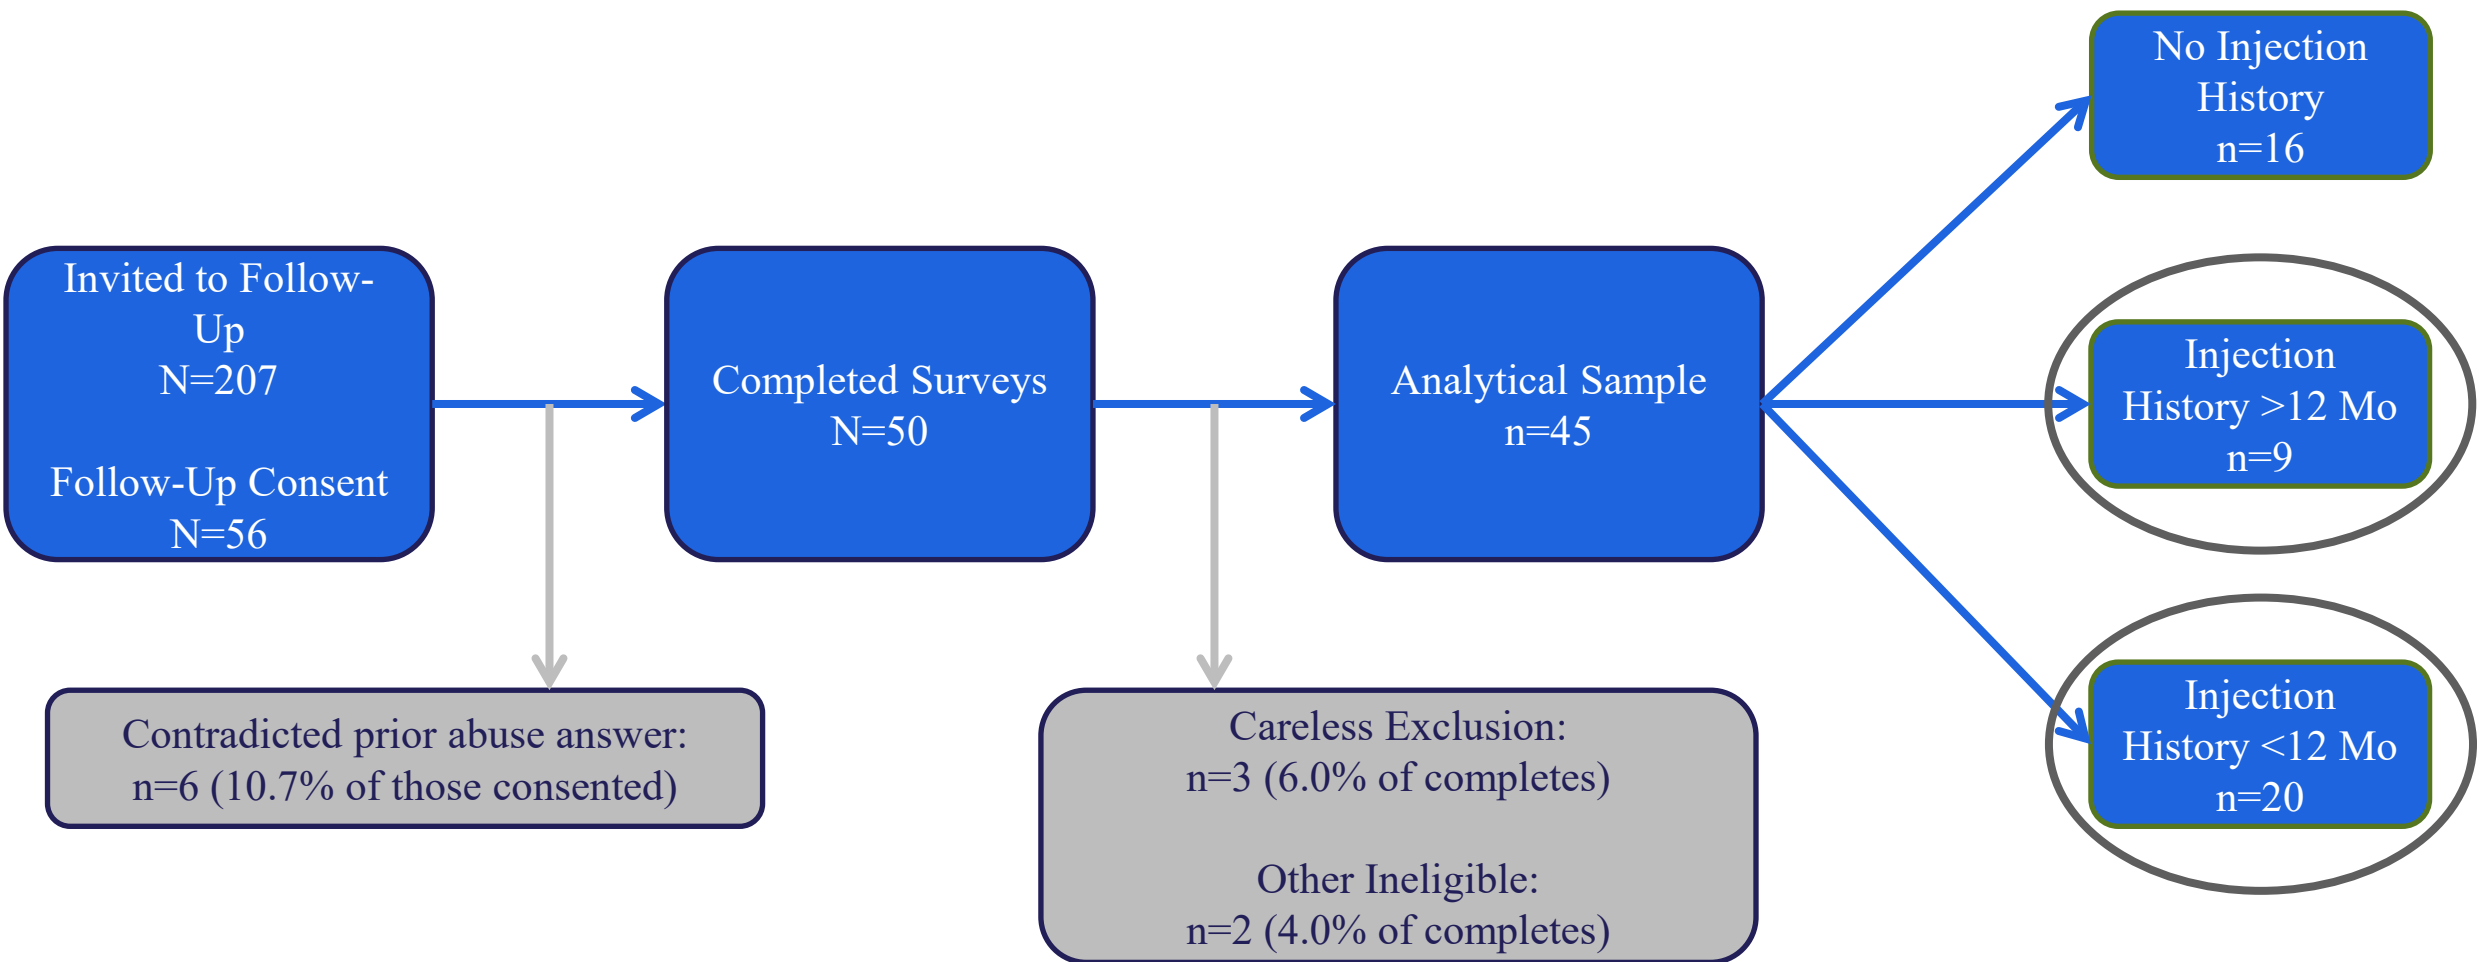 Invited to Follow-
Up
N=207
Follow-Up Consent
N=56
Contradicted prior abuse answer:
n=6 (10.7% of those consented)
Completed Surveys
N=50
Careless Exclusion:
n=3 (6.0% of completes)
Other Ineligible:
n=2 (4.0% of completes)
Analytical Sample
n=45
No Injection
History
n=16
Injection
History >12 Mo
n=9
Injection
History <12 Mo
n=20